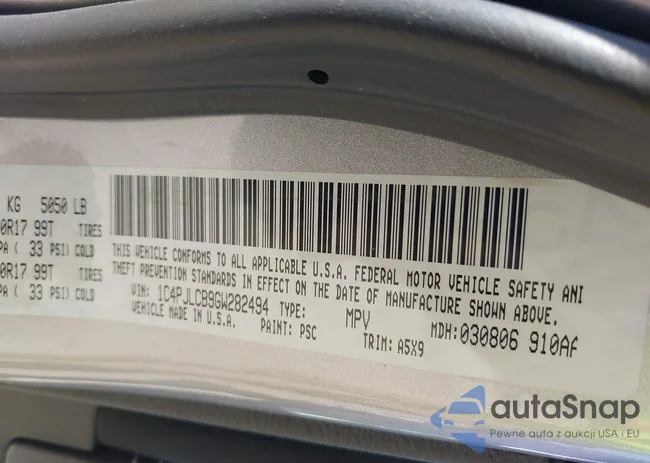 KG 5050 LB
0R17 99T TIRES
PA ( 33 PSI) COLD
0R17 99T TIRES
PA ( 33 PSI) COLD
THIS VEHICLE CONFORMS TO ALL APPLICABLE U.S.A. FEDERAL MOTOR VEHICLE SAFETY ANI
THEFT PREVENTION STANDARDS IN EFFECT ON THE DATE OF MANUFACTURE SHOWN ABOVE.
VIN: 1C4PJLCB9GW282494 TYPE: MPV MDH: 030806 910AF
VEHICLE MADE IN U.S.A. PAINT: PSC TRIM: A5X9
autaSnap
Pewne auta z aukcji USA i EU